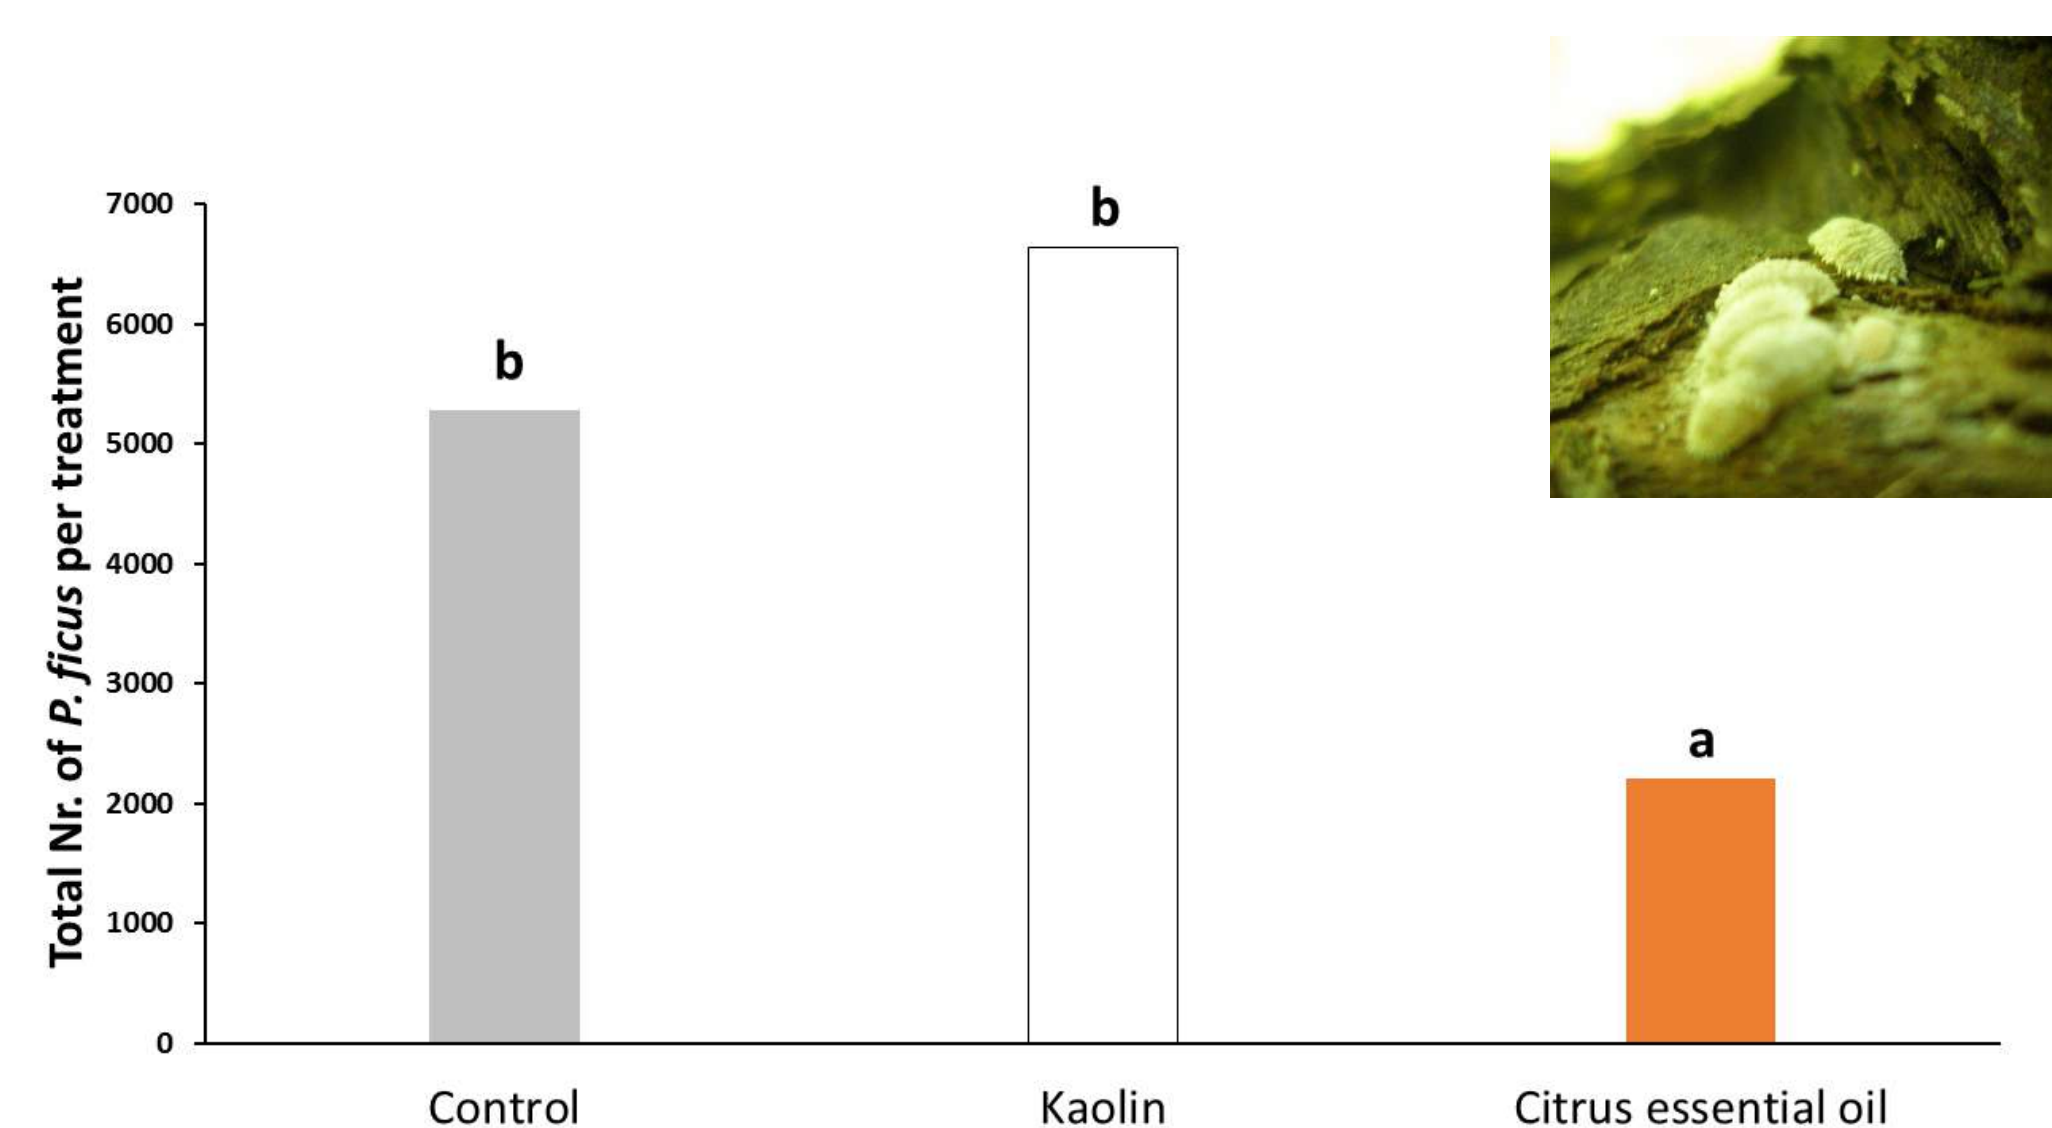 Total Nr. of P. ficus per treatment
7000
6000
5000
4000
3000
2000
1000
0
b
b
a
Control
Kaolin
Citrus essential oil